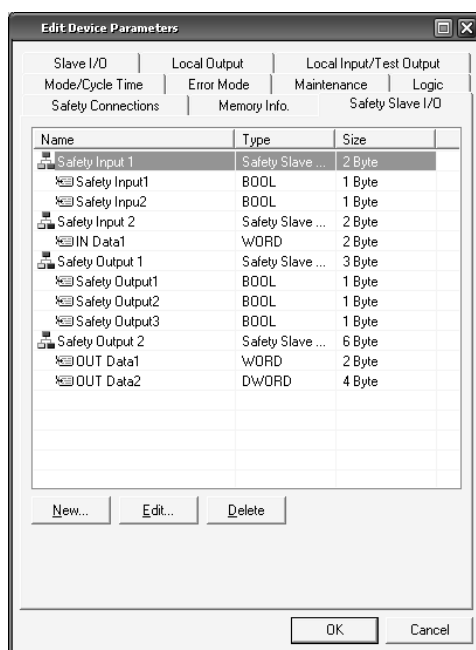 Edit Device Parameters
Slave I/O Local Output Local Input/Test Output
Mode/Cycle Time Error Mode Maintenance Logic
Safety Connections Memory Info. Safety Slave I/O
Name Type Size
Safety Input 1 Safety Slave ... 2 Byte
Safety Input1 BOOL 1 Byte
Safety Inpu2 BOOL 1 Byte
Safety Input 2 Safety Slave ... 2 Byte
IN Data1 WORD 2 Byte
Safety Output 1 Safety Slave ... 3 Byte
Safety Output1 BOOL 1 Byte
Safety Output2 BOOL 1 Byte
Safety Output3 BOOL 1 Byte
Safety Output 2 Safety Slave ... 6 Byte
OUT Data1 WORD 2 Byte
OUT Data2 DWORD 4 Byte
New... Edit... Delete
OK Cancel